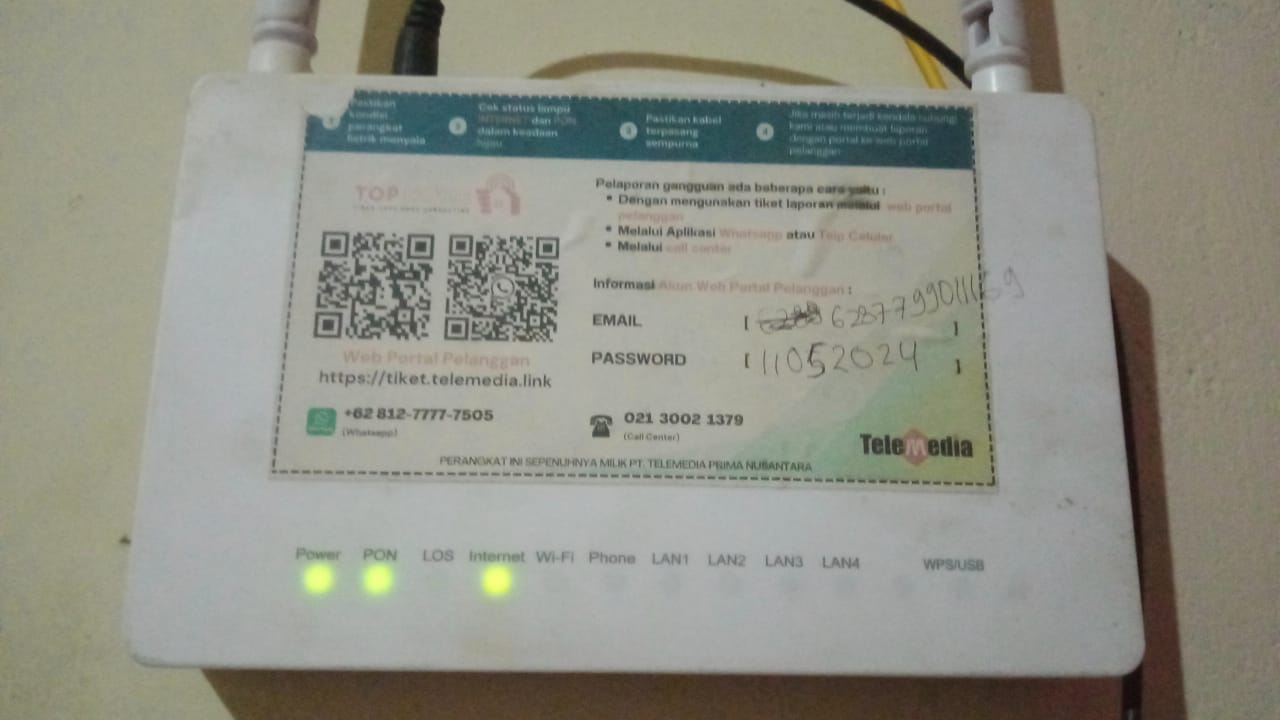 1
Pastikan
kondisi
perangkat
listrik menyala
2
Cek status lampu
INTERNET dan PON
dalam keadaan
hijau
3
Pastikan kabel
terpasang
sempurna
4
Jika masih terjadi kendala hubungi
kami atau membuat laporan
dengan portal ke web portal
pelanggan
TOP
Web Portal Pelanggan
https://tiket.telemedia.link
+62 812-7777-7505
(Whatsapp)
Pelaporan gangguan ada beberapa cara yaitu :
• Dengan mengunakan tiket laporan melalui web portal
pelanggan
• Melalui Aplikasi Whatsapp atau Telp Celuler
• Melalui call center
Informasi Akun Web Portal Pelanggan :
EMAIL [ 6287799011169 ]
PASSWORD [ 11052024 ]
021 3002 1379
(Call Center)
TeleMedia
PERANGKAT INI SEPENUHNYA MILIK PT. TELEMEDIA PRIMA NUSANTARA
Power PON LOS Internet Wi-Fi Phone LAN1 LAN2 LAN3 LAN4 WPS/USB